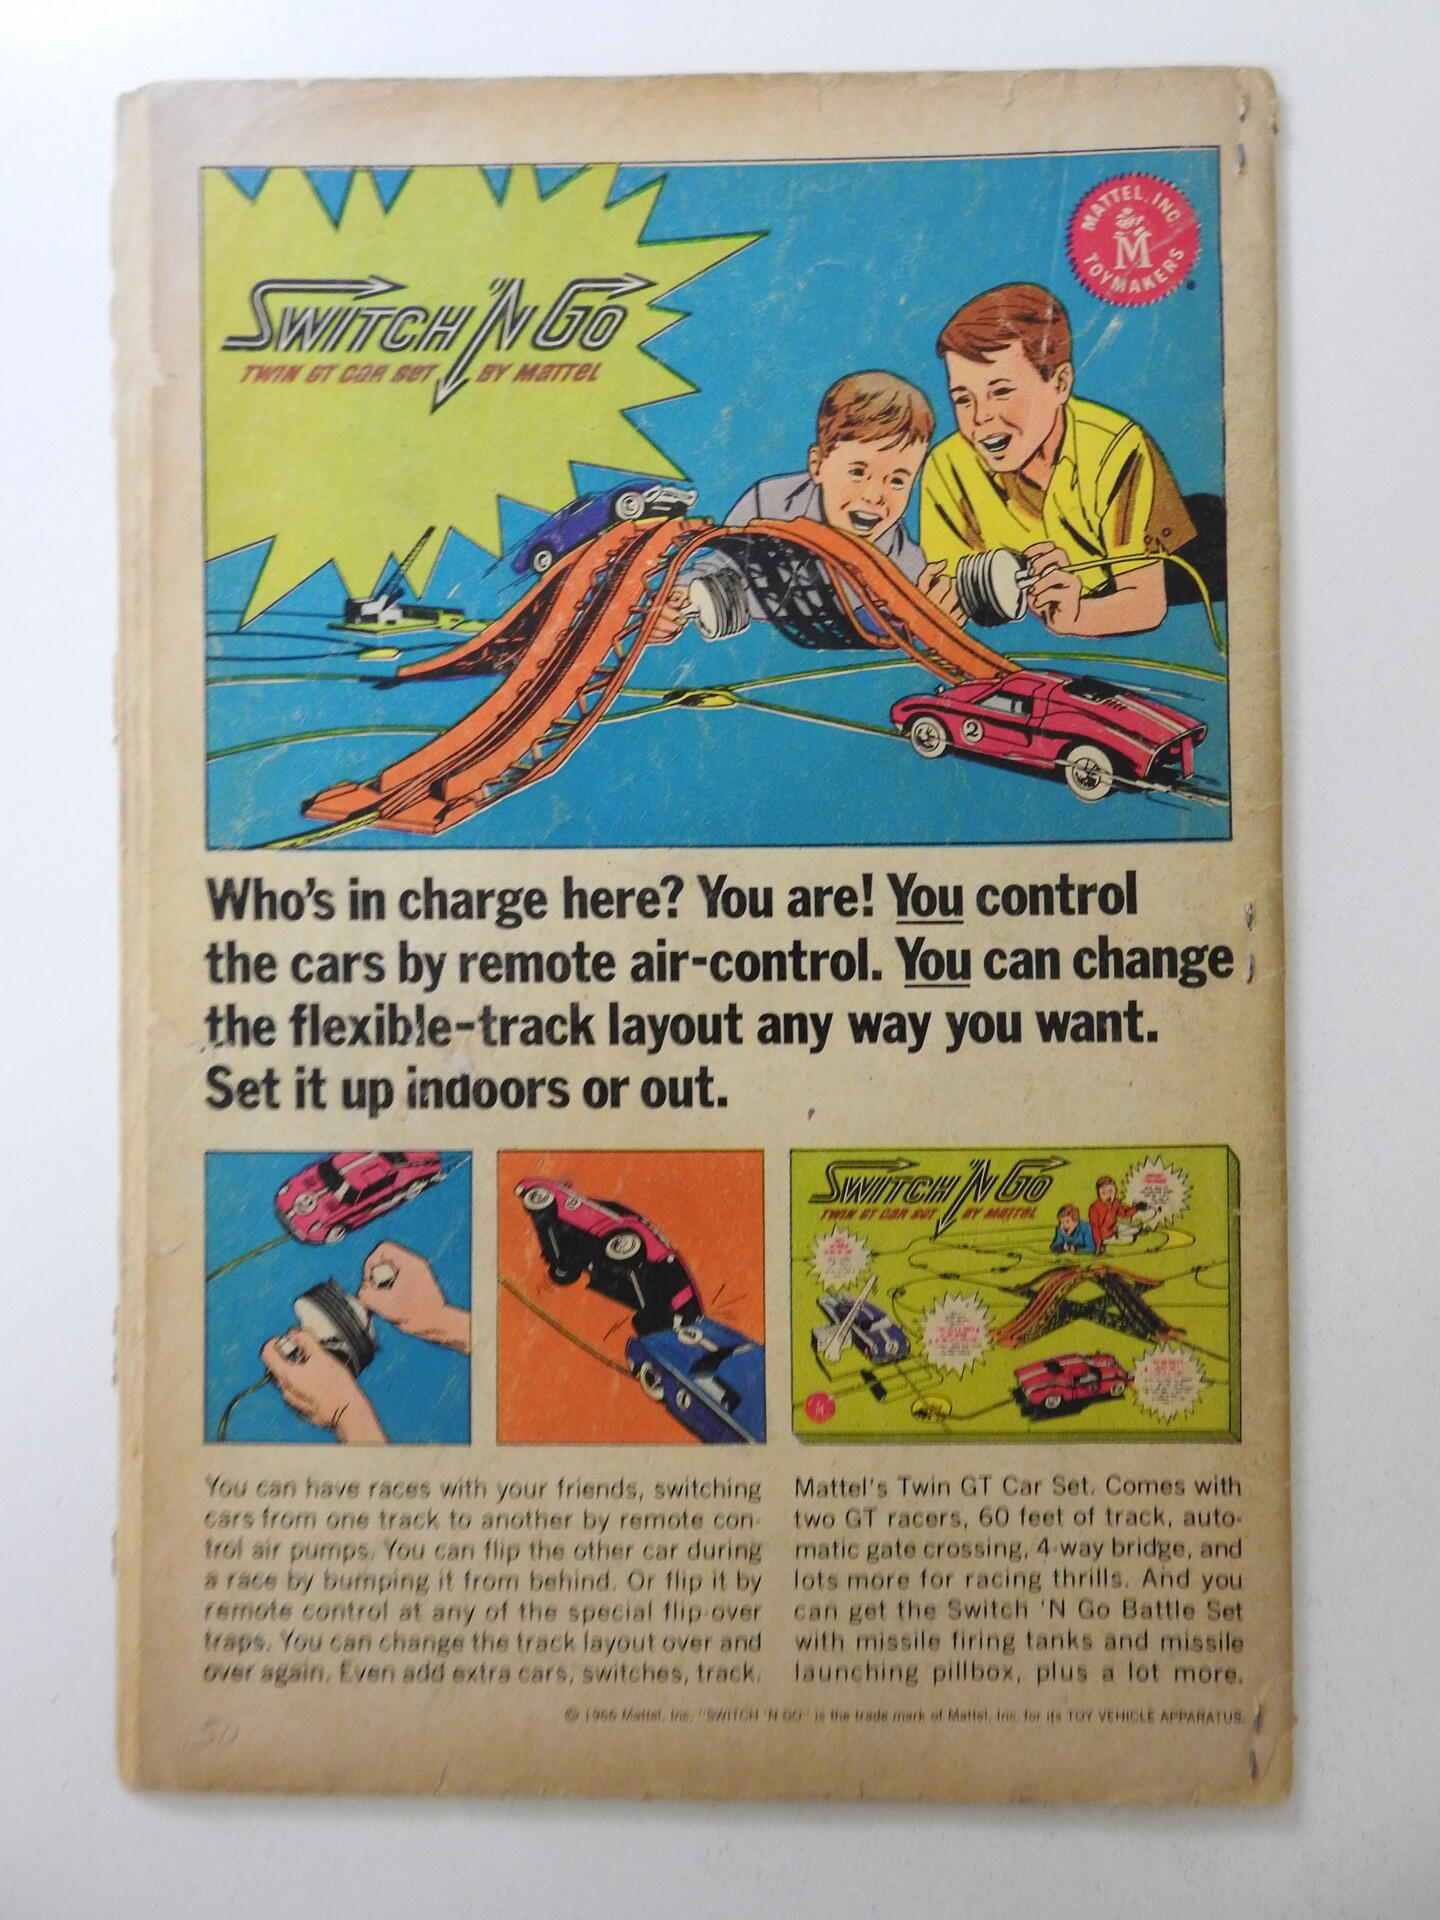 MATTEL, INC.
M
TOYMAKERS
SWITCH 'N GO
TWIN GT CAR SET BY MATTEL
2
Who's in charge here? You are! You control
the cars by remote air-control. You can change
the flexible-track layout any way you want.
Set it up indoors or out.
SWITCH 'N GO
TWIN GT CAR SET BY MATTEL
You can have races with your friends, switching
cars from one track to another by remote con-
trol air pumps. You can flip the other car during
a race by bumping it from behind. Or flip it by
remote control at any of the special flip-over
traps. You can change the track layout over and
over again. Even add extra cars, switches, track.
Mattel's Twin GT Car Set. Comes with
two GT racers, 60 feet of track, auto-
matic gate crossing, 4-way bridge, and
lots more for racing thrills. And you
can get the Switch 'N Go Battle Set
with missile firing tanks and missile
launching pillbox, plus a lot more.
© 1966 Mattel, Inc. "SWITCH 'N GO" is the trade mark of Mattel, Inc. for its TOY VEHICLE APPARATUS.
50